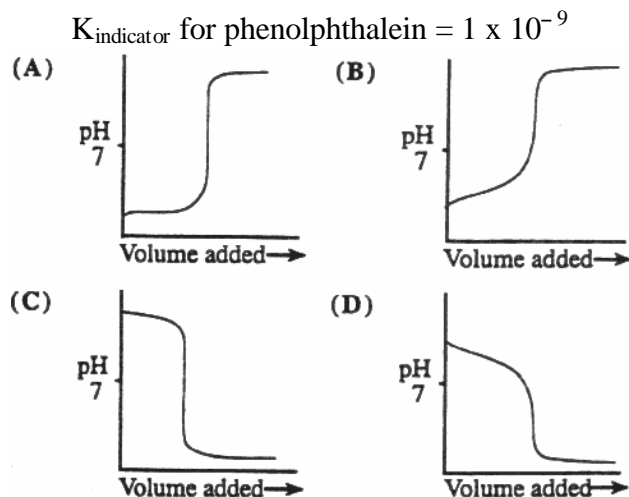 K_indicator for phenolphthalein = 1 x 10⁻⁹
(A)
pH
7
Volume added→
(B)
pH
7
Volume added→
(C)
pH
7
Volume added→
(D)
pH
7
Volume added→